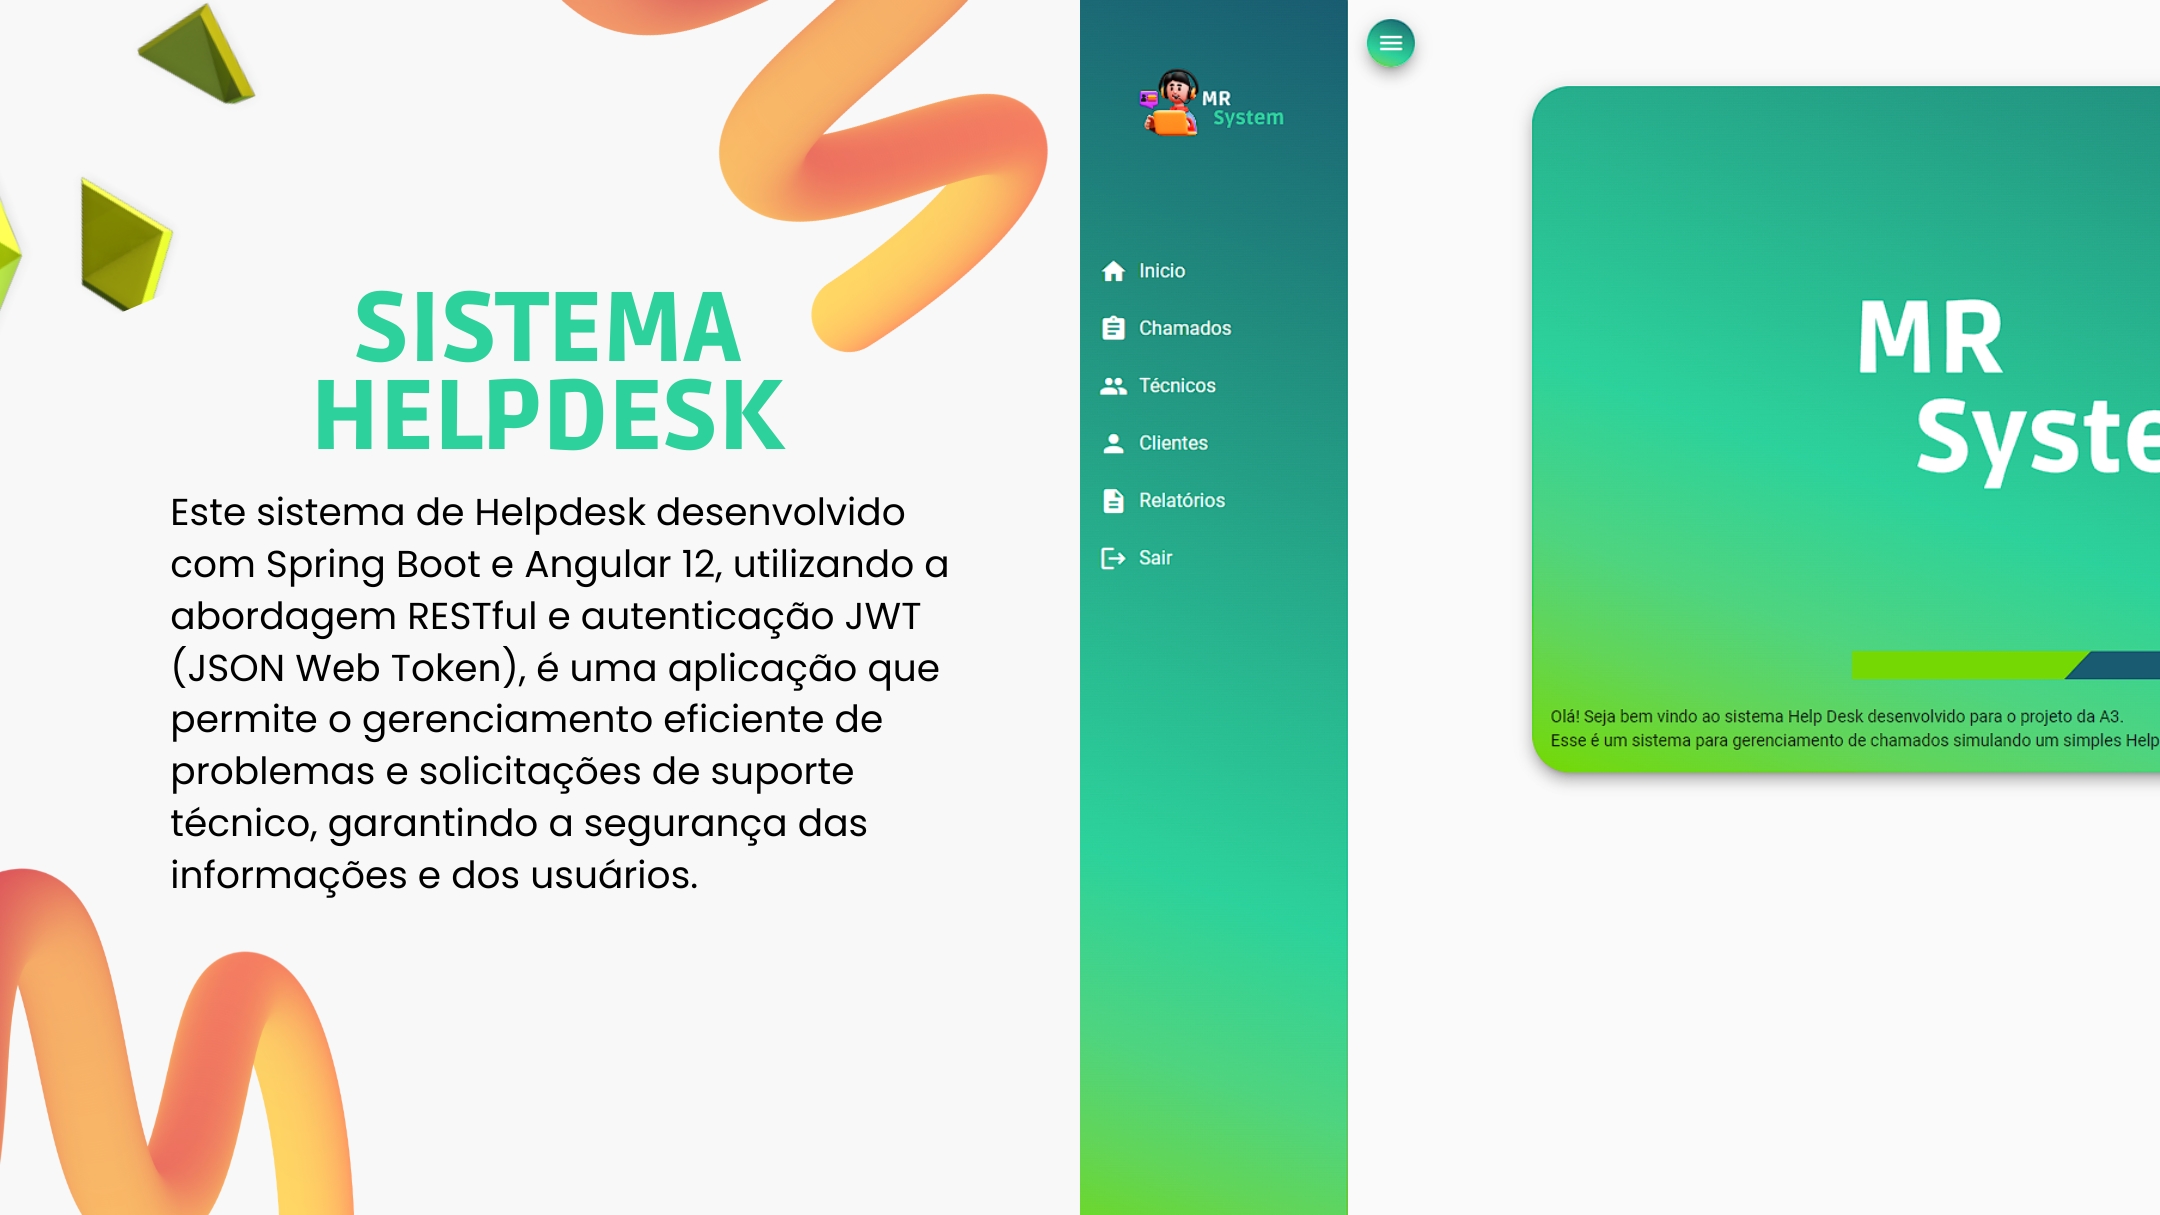 SISTEMA
HELPDESK
Este sistema de Helpdesk desenvolvido
com Spring Boot e Angular 12, utilizando a
abordagem RESTful e autenticação JWT
(JSON Web Token), é uma aplicação que
permite o gerenciamento eficiente de
problemas e solicitações de suporte
técnico, garantindo a segurança das
informações e dos usuários.
MR
System
Inicio
Chamados
Técnicos
Clientes
Relatórios
Sair
MR
Syste
Olá! Seja bem vindo ao sistema Help Desk desenvolvido para o projeto da A3.
Esse é um sistema para gerenciamento de chamados simulando um simples Help